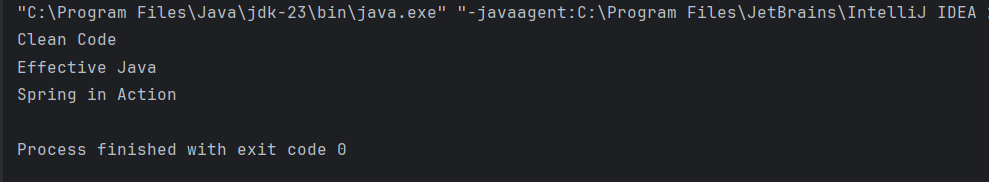 "C:\Program Files\Java\jdk-23\bin\java.exe" "-javaagent:C:\Program Files\JetBrains\IntelliJ IDEA
Clean Code
Effective Java
Spring in Action
Process finished with exit code 0